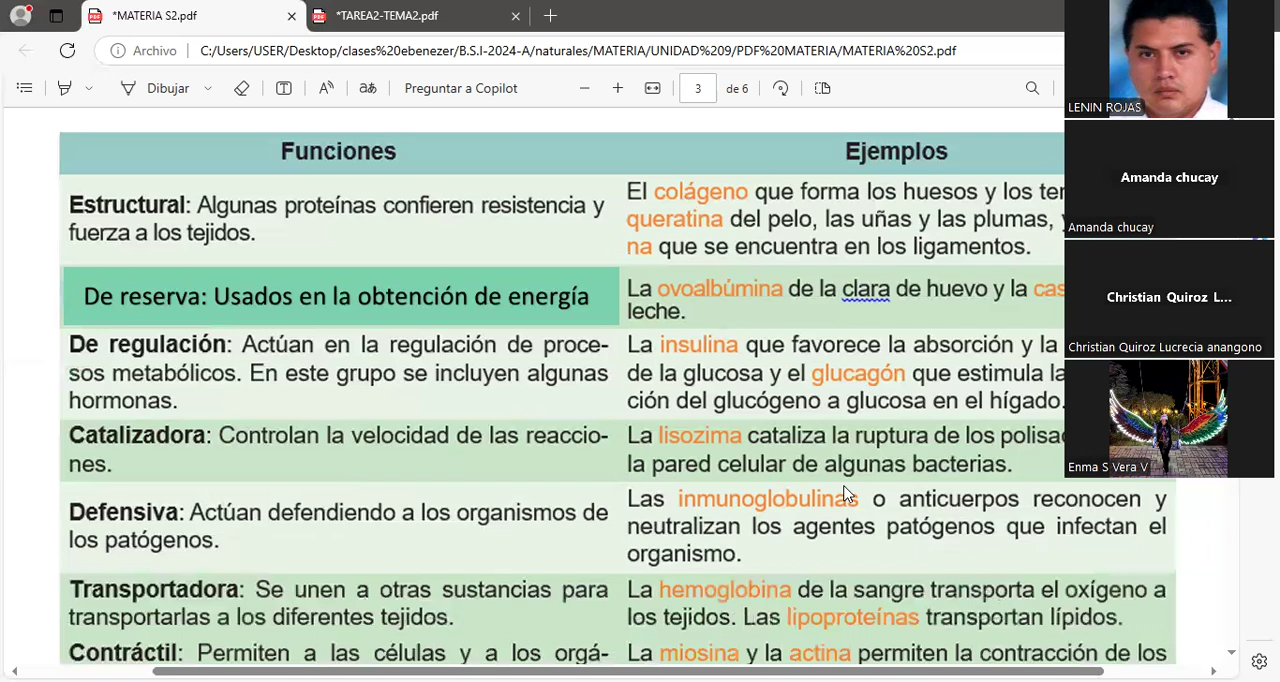 *MATERIA S2.pdf
*TAREA2-TEMA2.pdf
Archivo
C:/Users/USER/Desktop/clases%20ebenezer/B.S.I-2024-A/naturales/MATERIA/UNIDAD%209/PDF%20MATERIA/MATERIA%20S2.pdf
Dibujar
Preguntar a Copilot
3
de 6
Funciones
Ejemplos
Estructural: Algunas proteínas confieren resistencia y
fuerza a los tejidos.
El colágeno que forma los huesos y los ten
queratina del pelo, las uñas y las plumas, y
na que se encuentra en los ligamentos.
De reserva: Usados en la obtención de energía
La ovoalbúmina de la clara de huevo y la cas
leche.
De regulación: Actúan en la regulación de proce-
sos metabólicos. En este grupo se incluyen algunas
hormonas.
La insulina que favorece la absorción y la
de la glucosa y el glucagón que estimula la
ción del glucógeno a glucosa en el hígado.
Catalizadora: Controlan la velocidad de las reaccio-
nes.
La lisozima cataliza la ruptura de los polisac
la pared celular de algunas bacterias.
Defensiva: Actúan defendiendo a los organismos de
los patógenos.
Las inmunoglobulinas o anticuerpos reconocen y
neutralizan los agentes patógenos que infectan el
organismo.
Transportadora: Se unen a otras sustancias para
transportarlas a los diferentes tejidos.
La hemoglobina de la sangre transporta el oxígeno a
los tejidos. Las lipoproteínas transportan lípidos.
Contráctil: Permiten a las células y a los orgá-
La miosina y la actina permiten la contracción de los
LENIN ROJAS
Amanda chucay
Amanda chucay
Christian Quiroz L...
Christian Quiroz Lucrecia anangono
Enma S Vera V